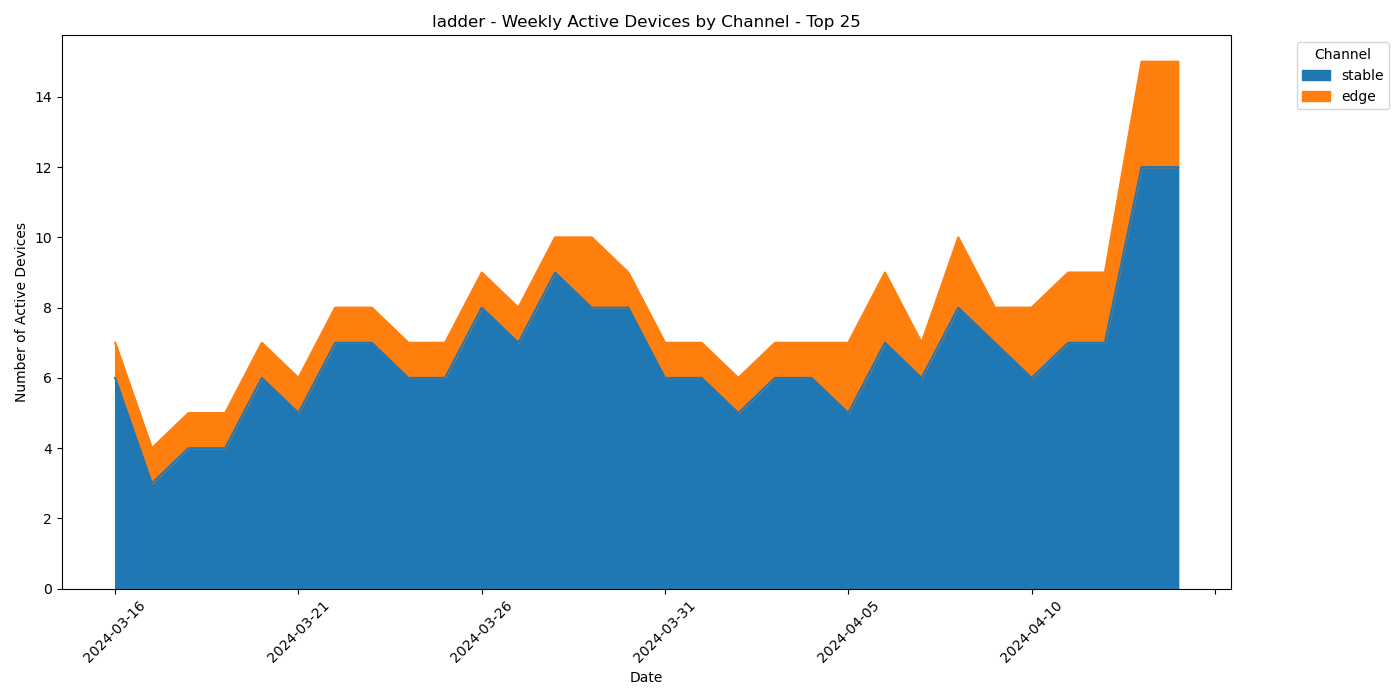 ladder - Weekly Active Devices by Channel - Top 25
Channel
stable
edge
Number of Active Devices
14
12
10
8
6
4
2
0
2024-03-16
2024-03-21
2024-03-26
2024-03-31
2024-04-05
2024-04-10
Date